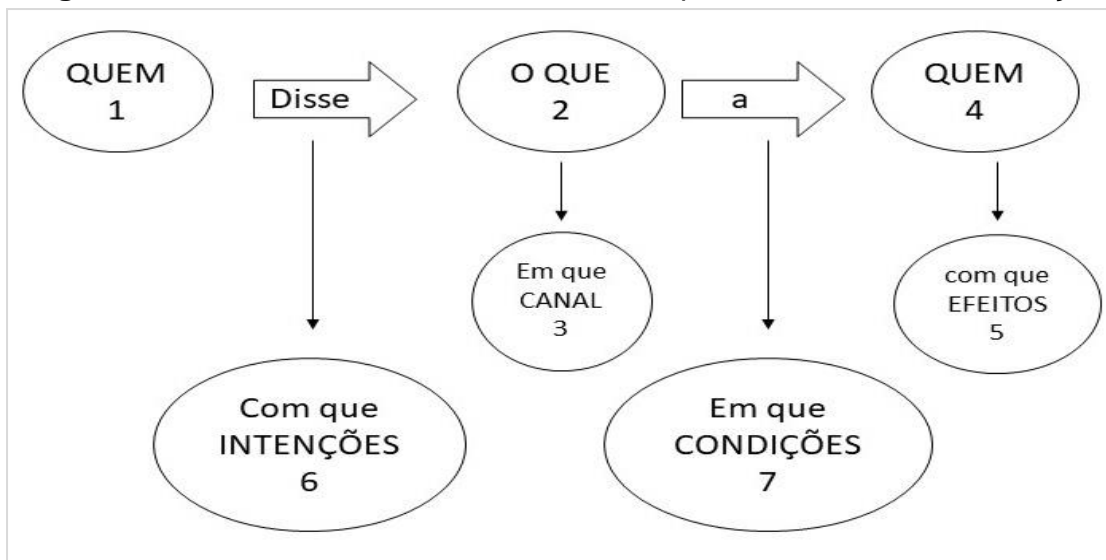 QUEM
1
Disse
O QUE
2
a
QUEM
4
Em que
CANAL
3
com que
EFEITOS
5
Com que
INTENÇÕES
6
Em que
CONDIÇÕES
7